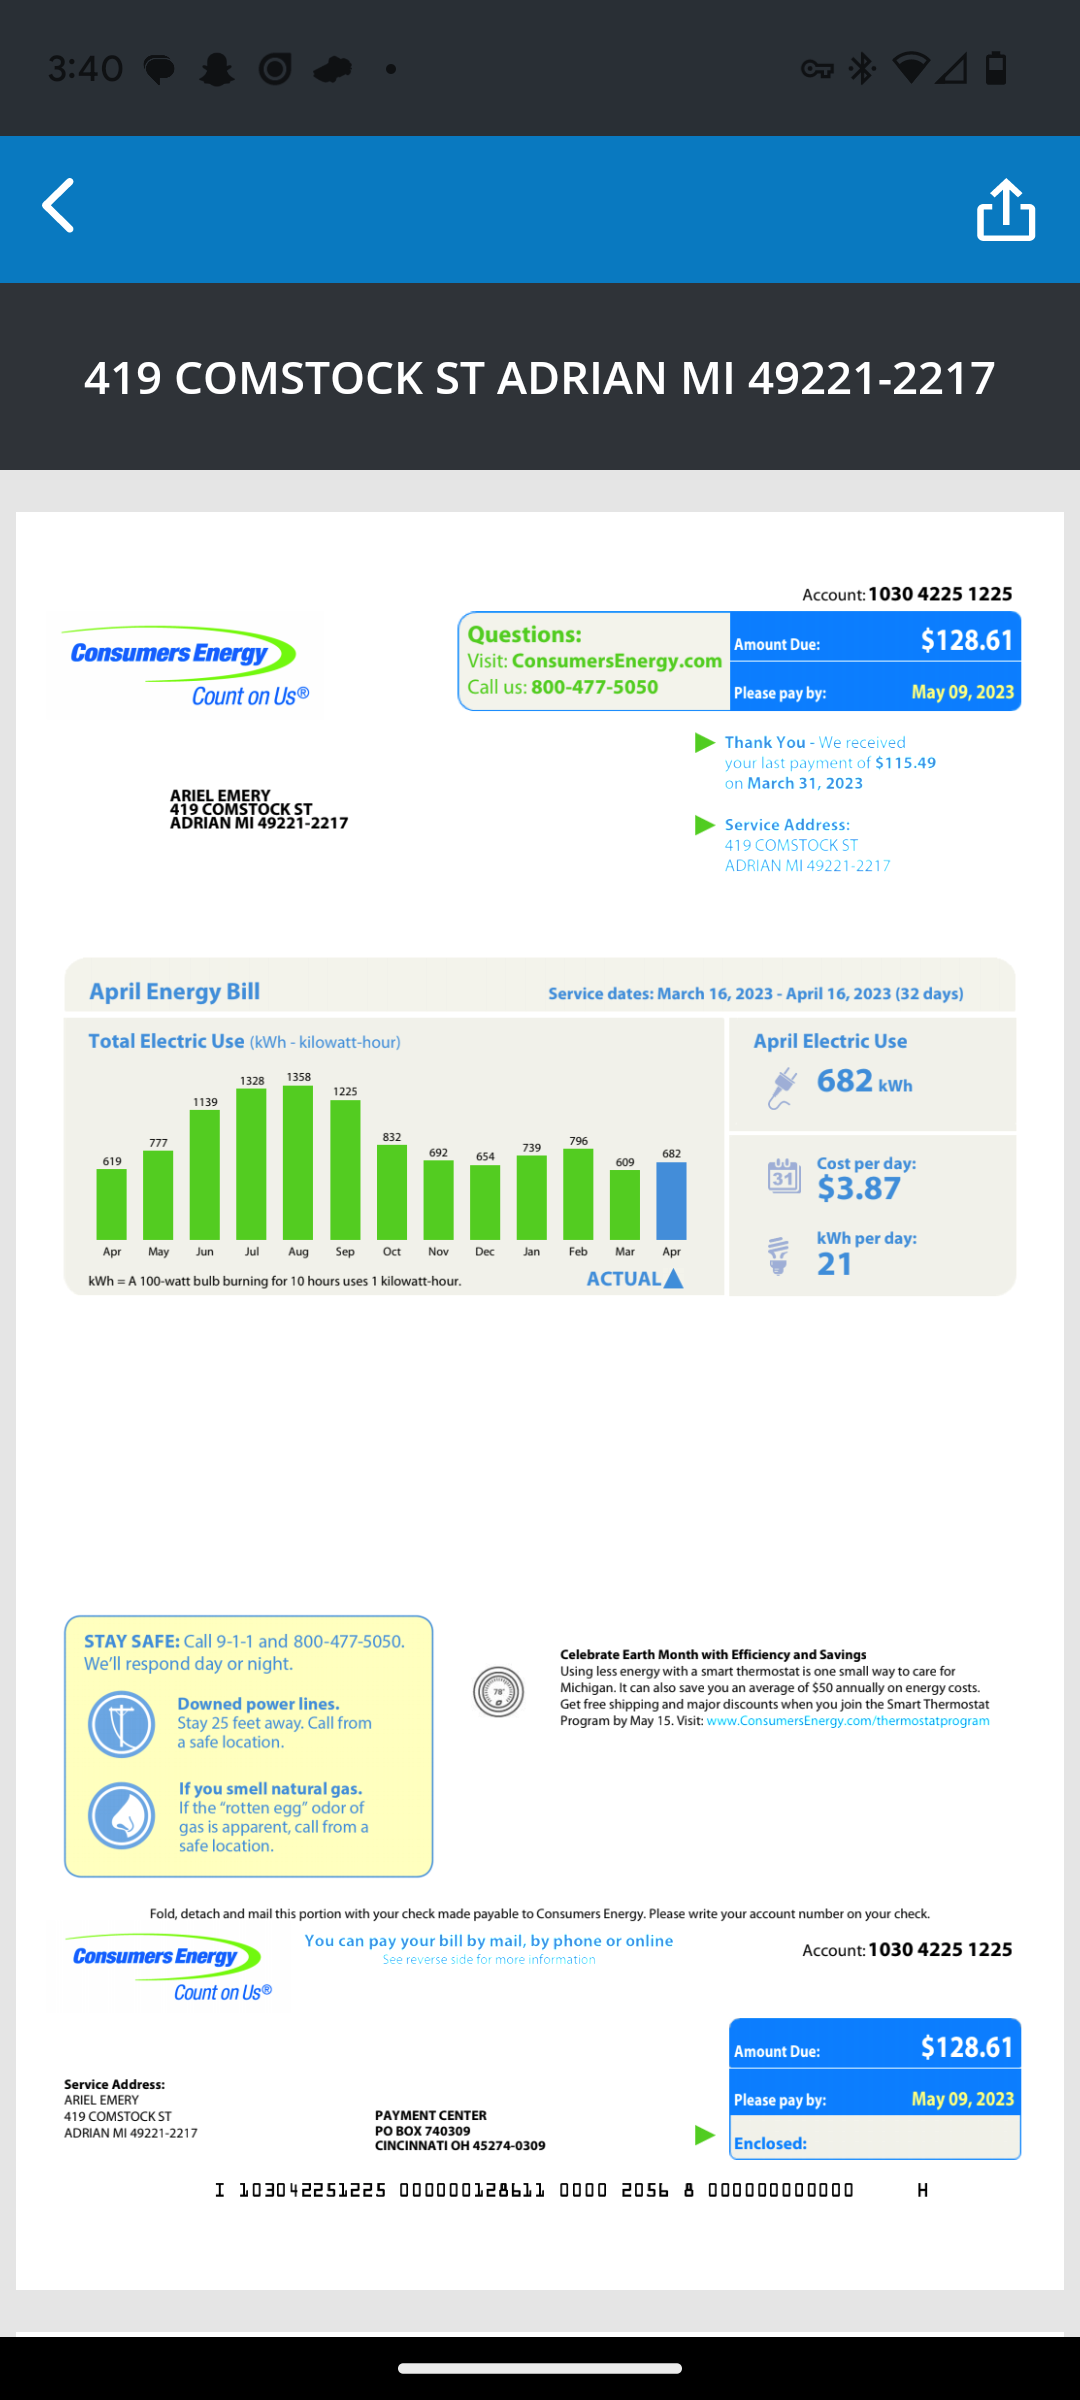 3:40
419 COMSTOCK ST ADRIAN MI 49221-2217
Account: 1030 4225 1225
Consumers Energy
Count on Us®
Questions:
Visit: ConsumersEnergy.com
Call us: 800-477-5050
Amount Due: $128.61
Please pay by: May 09, 2023
Thank You - We received
your last payment of $115.49
on March 31, 2023
ARIEL EMERY
419 COMSTOCK ST
ADRIAN MI 49221-2217
Service Address:
419 COMSTOCK ST
ADRIAN MI 49221-2217
April Energy Bill
Service dates: March 16, 2023 - April 16, 2023 (32 days)
Total Electric Use (kWh - kilowatt-hour)
619 777 1139 1328 1358 1225 832 692 654 739 796 609 682
Apr May Jun Jul Aug Sep Oct Nov Dec Jan Feb Mar Apr
kWh = A 100-watt bulb burning for 10 hours uses 1 kilowatt-hour.
ACTUAL
April Electric Use
682 kWh
31
Cost per day:
$3.87
kWh per day:
21
STAY SAFE: Call 9-1-1 and 800-477-5050.
We'll respond day or night.
Downed power lines.
Stay 25 feet away. Call from
a safe location.
If you smell natural gas.
If the "rotten egg" odor of
gas is apparent, call from a
safe location.
78°
Celebrate Earth Month with Efficiency and Savings
Using less energy with a smart thermostat is one small way to care for
Michigan. It can also save you an average of $50 annually on energy costs.
Get free shipping and major discounts when you join the Smart Thermostat
Program by May 15. Visit: www.ConsumersEnergy.com/thermostatprogram
Fold, detach and mail this portion with your check made payable to Consumers Energy. Please write your account number on your check.
Consumers Energy
Count on Us®
You can pay your bill by mail, by phone or online
See reverse side for more information
Account: 1030 4225 1225
Amount Due: $128.61
Please pay by: May 09, 2023
Enclosed:
Service Address:
ARIEL EMERY
419 COMSTOCK ST
ADRIAN MI 49221-2217
PAYMENT CENTER
PO BOX 740309
CINCINNATI OH 45274-0309
I 103042251225 000000128611 0000 2056 8 000000000000 H